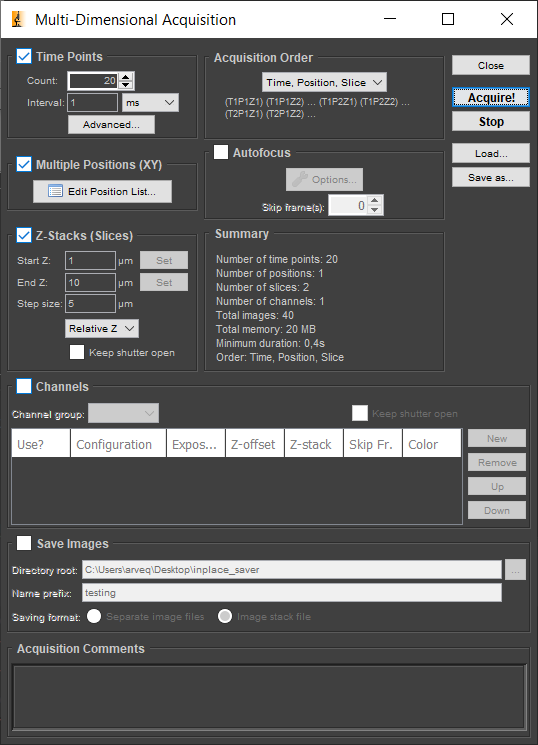 Multi-Dimensional Acquisition
Time Points
Count: 20
Interval: 1 ms
Advanced...
Acquisition Order
Time, Position, Slice
(T1P1Z1) (T1P1Z2) ... (T1P2Z1) (T1P2Z2) ...
(T2P1Z1) (T2P1Z2) ...
Close
Acquire!
Stop
Load...
Save as...
Multiple Positions (XY)
Edit Position List...
Autofocus
Options...
Skip frame(s): 0
Z-Stacks (Slices)
Start Z: 1 µm Set
End Z: 10 µm Set
Step size: 5 µm
Relative Z
Keep shutter open
Summary
Number of time points: 20
Number of positions: 1
Number of slices: 2
Number of channels: 1
Total images: 40
Total memory: 20 MB
Minimum duration: 0,4s
Order: Time, Position, Slice
Channels
Channel group:
Keep shutter open
Use? Configuration Expos... Z-offset Z-stack Skip Fr. Color
New
Remove
Up
Down
Save Images
Directory root: C:\Users\arveq\Desktop\inplace_saver ...
Name prefix: testing
Saving format: Separate image files Image stack file
Acquisition Comments